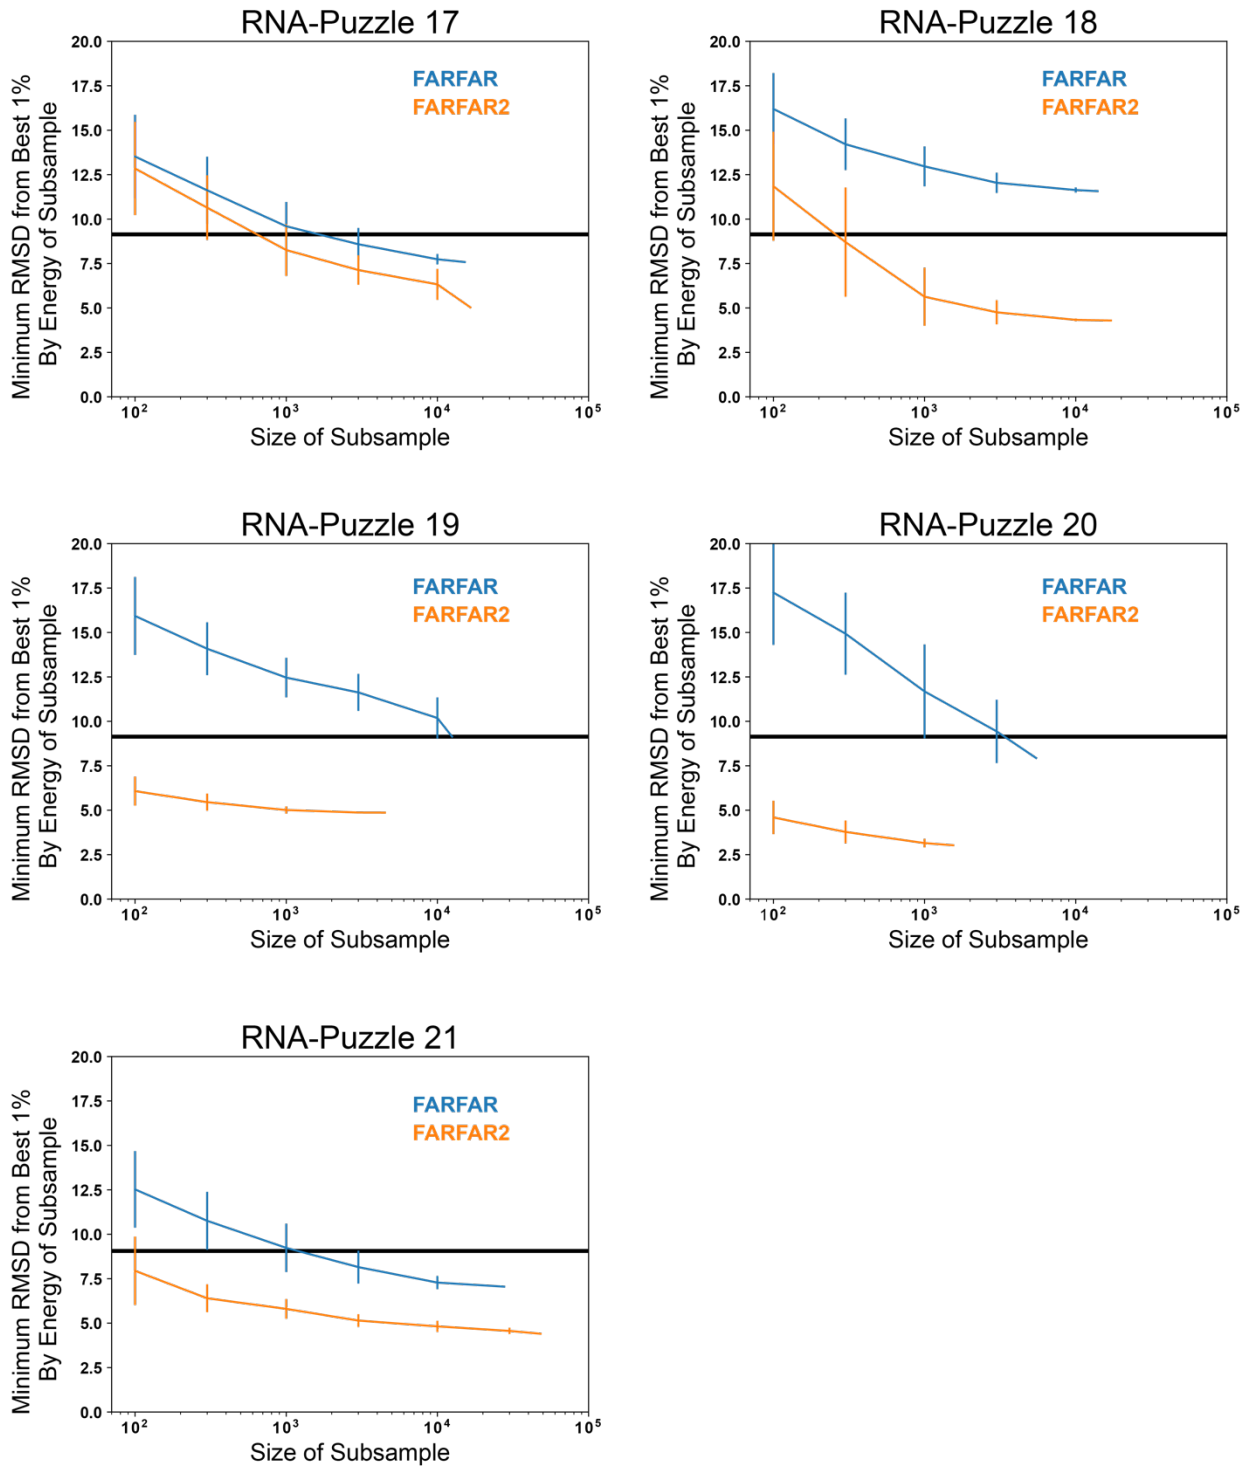 RNA-Puzzle 17
Minimum RMSD from Best 1%
By Energy of Subsample
20.0
17.5
15.0
12.5
10.0
7.5
5.0
2.5
0.0
FARFAR
FARFAR2
10² 10³ 10⁴ 10⁵
Size of Subsample
RNA-Puzzle 18
Minimum RMSD from Best 1%
By Energy of Subsample
20.0
17.5
15.0
12.5
10.0
7.5
5.0
2.5
0.0
FARFAR
FARFAR2
10² 10³ 10⁴ 10⁵
Size of Subsample
RNA-Puzzle 19
Minimum RMSD from Best 1%
By Energy of Subsample
20.0
17.5
15.0
12.5
10.0
7.5
5.0
2.5
0.0
FARFAR
FARFAR2
10² 10³ 10⁴ 10⁵
Size of Subsample
RNA-Puzzle 20
Minimum RMSD from Best 1%
By Energy of Subsample
20.0
17.5
15.0
12.5
10.0
7.5
5.0
2.5
0.0
FARFAR
FARFAR2
10² 10³ 10⁴ 10⁵
Size of Subsample
RNA-Puzzle 21
Minimum RMSD from Best 1%
By Energy of Subsample
20.0
17.5
15.0
12.5
10.0
7.5
5.0
2.5
0.0
FARFAR
FARFAR2
10² 10³ 10⁴ 10⁵
Size of Subsample